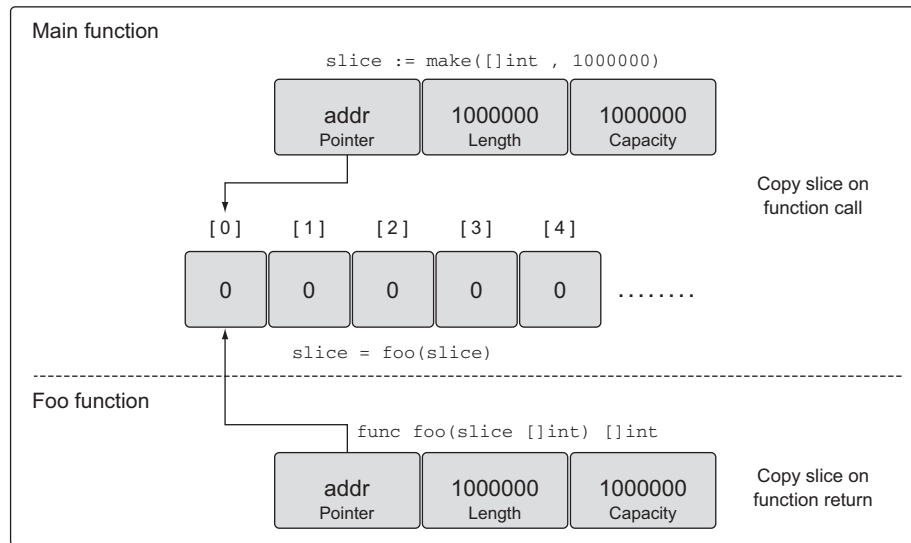 Main function
slice := make([]int , 1000000)
addr 1000000 1000000
Pointer Length Capacity
Copy slice on
function call
[0] [1] [2] [3] [4]
0 0 0 0 0 ........
slice = foo(slice)
Foo function
func foo(slice []int) []int
addr 1000000 1000000
Pointer Length Capacity
Copy slice on
function return